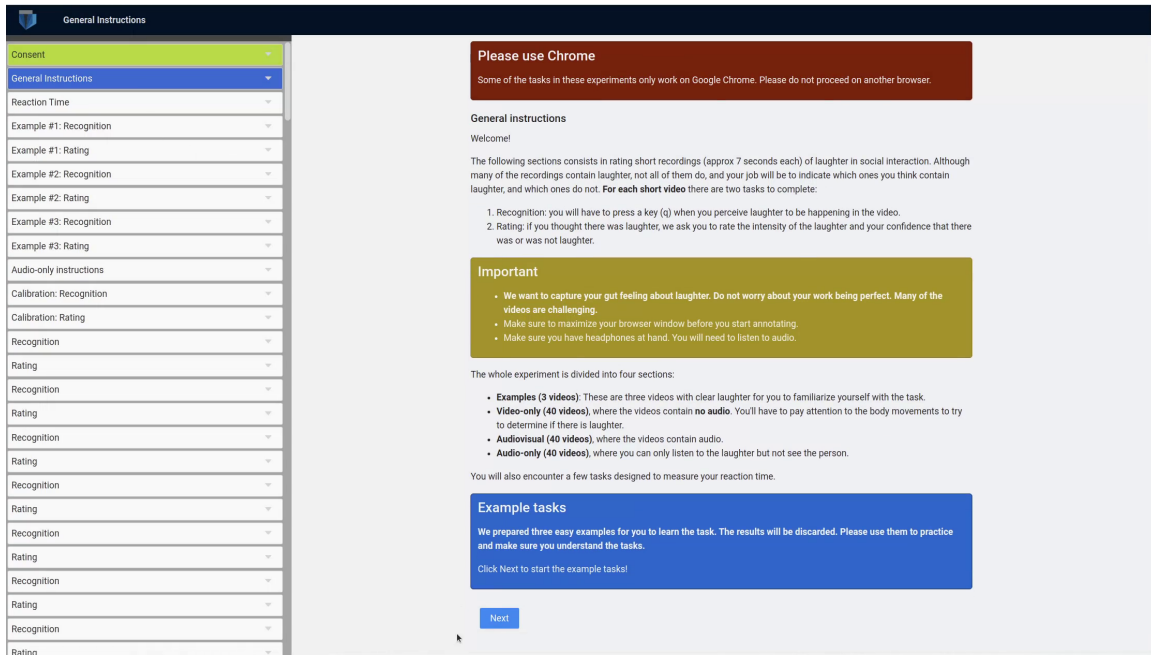 General Instructions
Consent
General Instructions
Reaction Time
Example #1: Recognition
Example #1: Rating
Example #2: Recognition
Example #2: Rating
Example #3: Recognition
Example #3: Rating
Audio-only instructions
Calibration: Recognition
Calibration: Rating
Recognition
Rating
Recognition
Rating
Recognition
Rating
Recognition
Rating
Recognition
Rating
Recognition
Rating
Recognition
Rating
Please use Chrome
Some of the tasks in these experiments only work on Google Chrome. Please do not proceed on another browser.
General instructions
Welcome!
The following sections consists in rating short recordings (approx 7 seconds each) of laughter in social interaction. Although
many of the recordings contain laughter, not all of them do, and your job will be to indicate which ones you think contain
laughter, and which ones do not. For each short video there are two tasks to complete:
1. Recognition: you will have to press a key (q) when you perceive laughter to be happening in the video.
2. Rating: if you thought there was laughter, we ask you to rate the intensity of the laughter and your confidence that there
was or was not laughter.
Important
• We want to capture your gut feeling about laughter. Do not worry about your work being perfect. Many of the
videos are challenging.
• Make sure to maximize your browser window before you start annotating.
• Make sure you have headphones at hand. You will need to listen to audio.
The whole experiment is divided into four sections:
• Examples (3 videos): These are three videos with clear laughter for you to familiarize yourself with the task.
• Video-only (40 videos), where the videos contain no audio. You'll have to pay attention to the body movements to try
to determine if there is laughter.
• Audiovisual (40 videos), where the videos contain audio.
• Audio-only (40 videos), where you can only listen to the laughter but not see the person.
You will also encounter a few tasks designed to measure your reaction time.
Example tasks
We prepared three easy examples for you to learn the task. The results will be discarded. Please use them to practice
and make sure you understand the tasks.
Click Next to start the example tasks!
Next